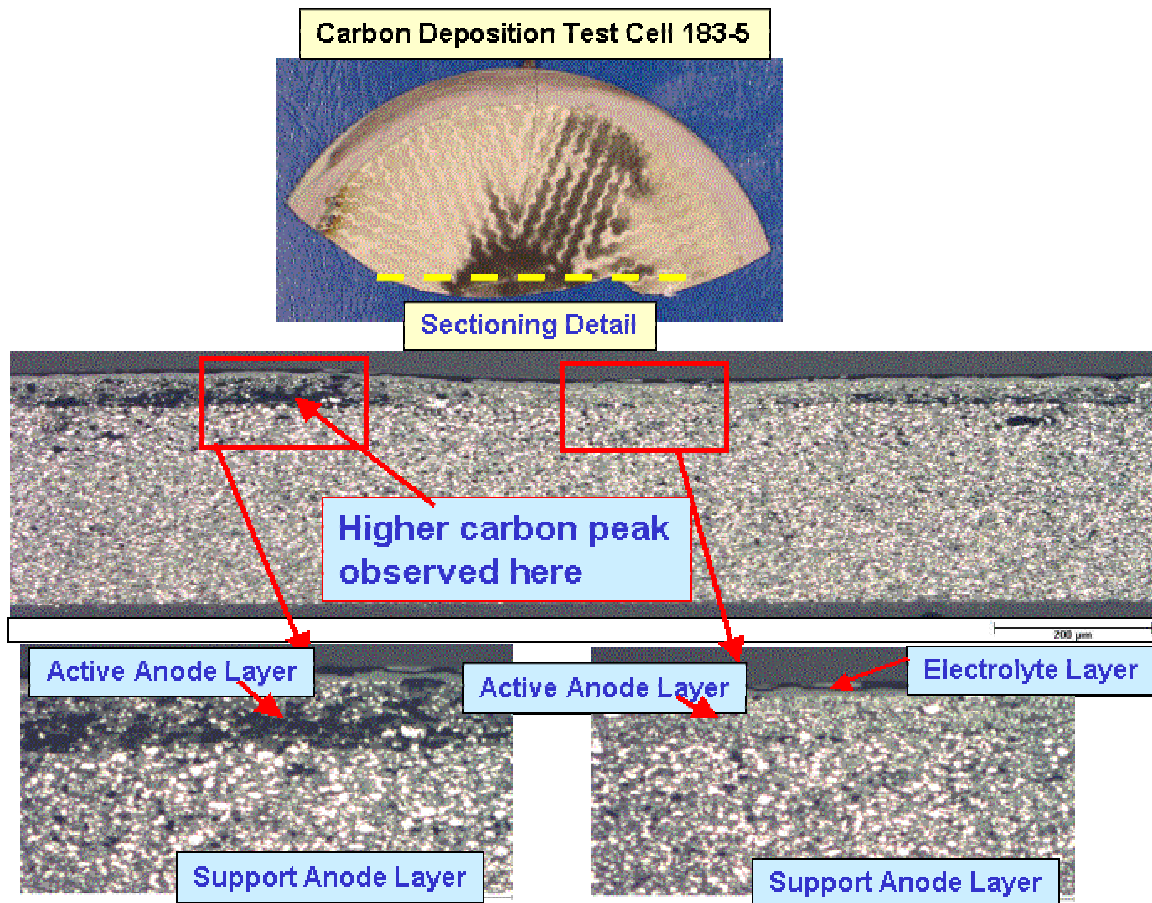 Carbon Deposition Test Cell 183-5
Sectioning Detail
Higher carbon peak
observed here
200 µm
Active Anode Layer
Active Anode Layer
Electrolyte Layer
Support Anode Layer
Support Anode Layer